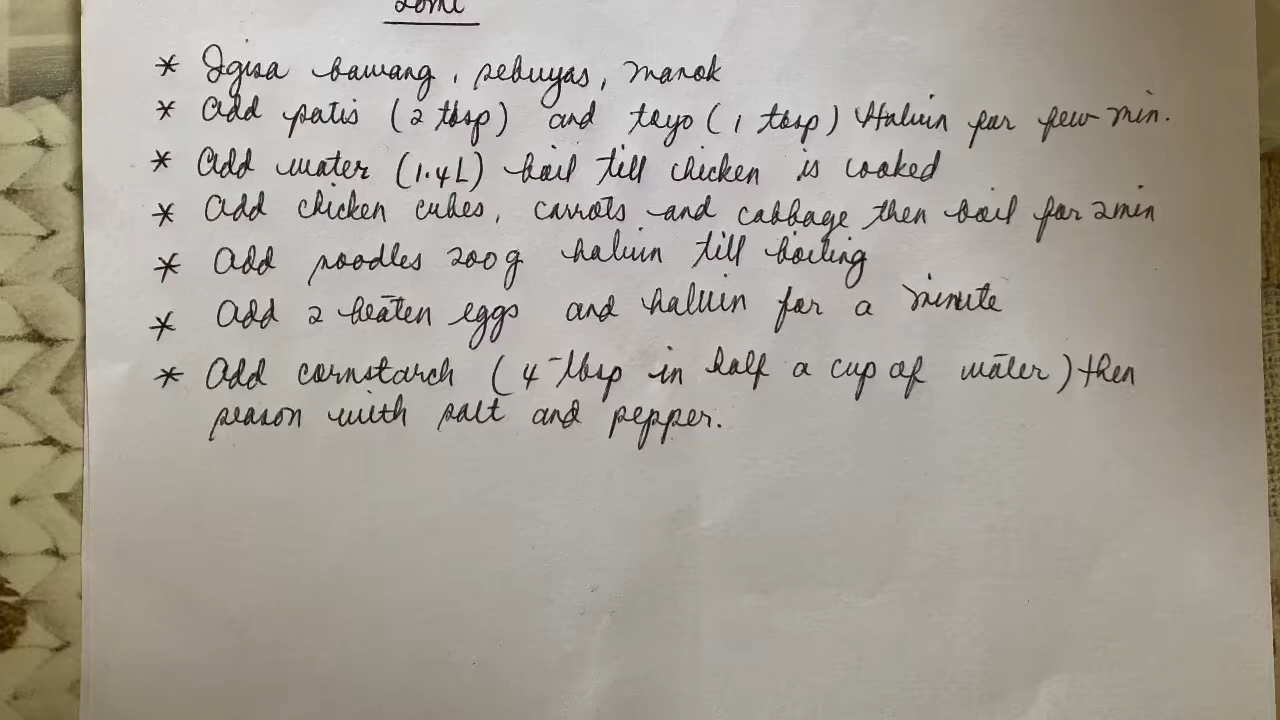 Lomi
* Igisa bawang, sebuyas, manok
* Add patis (2 tbsp) and toyo (1 tbsp) Haluin for few min.
* Add water (1.4L) boil till chicken is cooked
* Add chicken cubes, carrots and cabbage then boil for 2min
* Add noodles 200g haluin till boiling
* Add 2 beaten eggs and haluin for a minute
* Add cornstarch (4 tbsp in half a cup of water) then
season with salt and pepper.